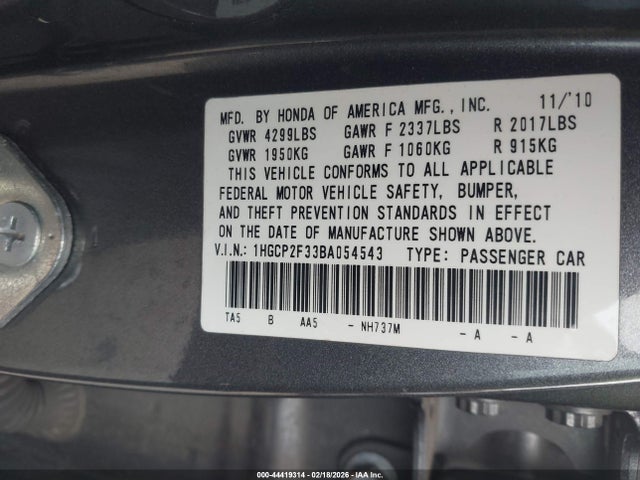 MFD. BY HONDA OF AMERICA MFG., INC. 11/'10
GVWR 4299LBS GAWR F 2337LBS R 2017LBS
GVWR 1950KG GAWR F 1060KG R 915KG
THIS VEHICLE CONFORMS TO ALL APPLICABLE
FEDERAL MOTOR VEHICLE SAFETY, BUMPER,
AND THEFT PREVENTION STANDARDS IN EFFECT
ON THE DATE OF MANUFACTURE SHOWN ABOVE.
V.I.N.: 1HGCP2F33BA054543 TYPE: PASSENGER CAR
TA5 B AA5 - NH737M - A - A
000-44419314 - 02/18/2026 - IAA Inc.